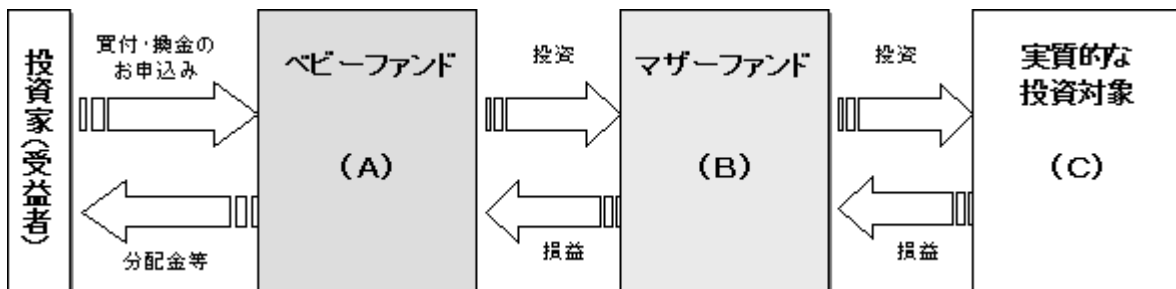 投資家(受益者)
買付・換金の
お申込み
分配金等
ベビーファンド
(A)
投資
損益
マザーファンド
(B)
投資
損益
実質的な
投資対象
(C)